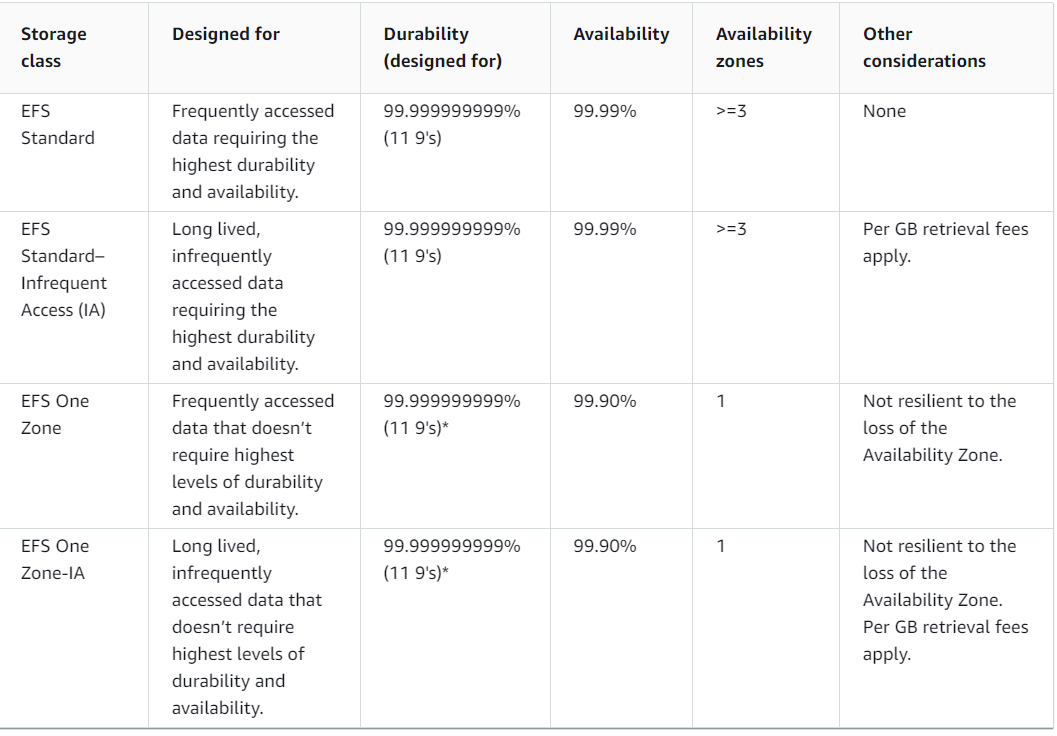 Storage class
Designed for
Durability (designed for)
Availability
Availability zones
Other considerations
EFS Standard
Frequently accessed data requiring the highest durability and availability.
99.999999999% (11 9's)
99.99%
>=3
None
EFS Standard–Infrequent Access (IA)
Long lived, infrequently accessed data requiring the highest durability and availability.
99.999999999% (11 9's)
99.99%
>=3
Per GB retrieval fees apply.
EFS One Zone
Frequently accessed data that doesn’t require highest levels of durability and availability.
99.999999999% (11 9's)*
99.90%
1
Not resilient to the loss of the Availability Zone.
EFS One Zone-IA
Long lived, infrequently accessed data that doesn’t require highest levels of durability and availability.
99.999999999% (11 9's)*
99.90%
1
Not resilient to the loss of the Availability Zone. Per GB retrieval fees apply.